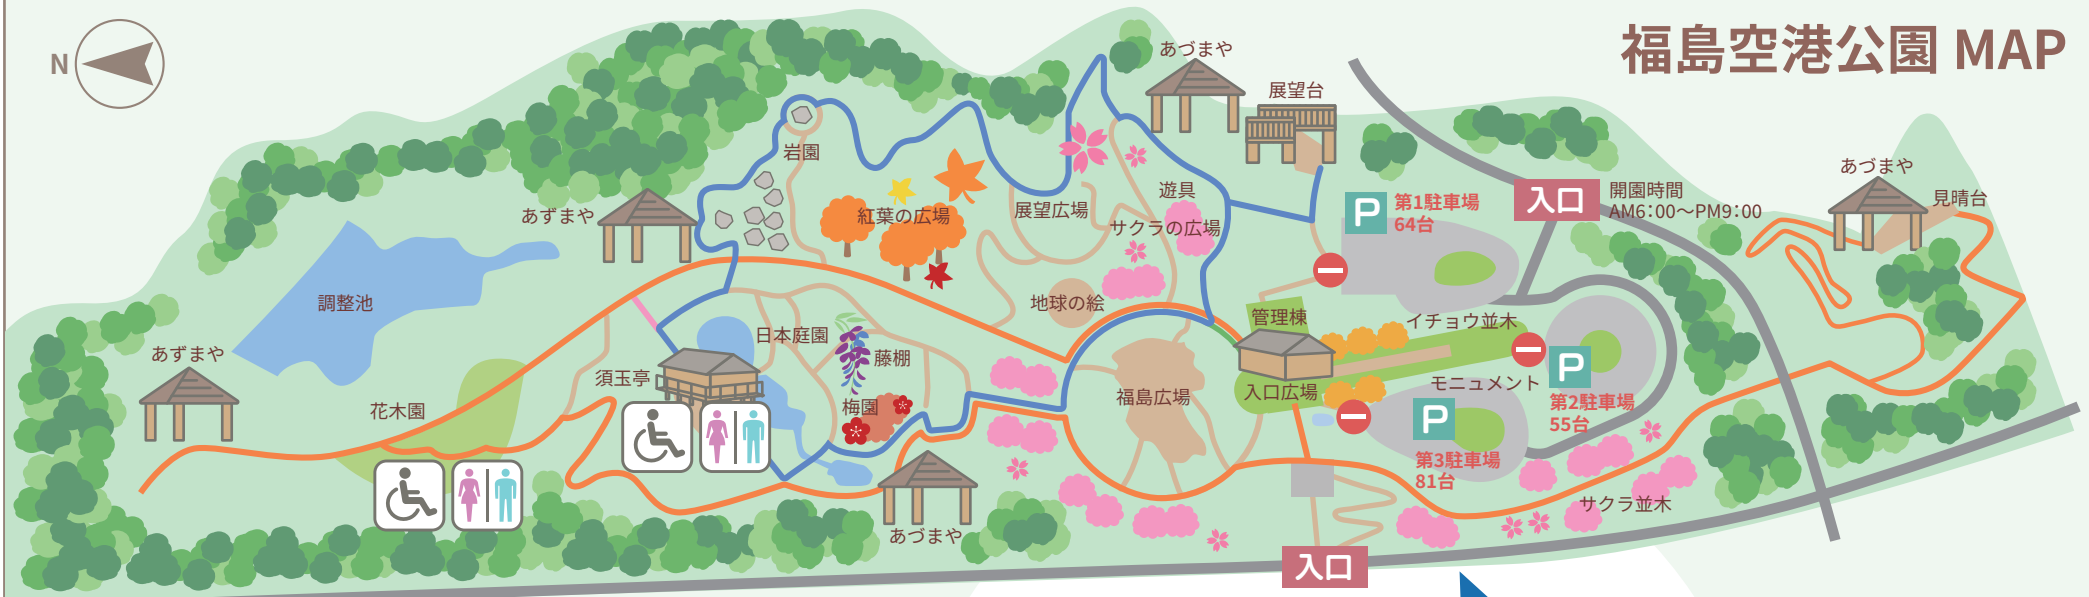 福島空港公園 MAP
N
あづまや
展望台
岩園
あずまや
紅葉の広場
展望広場
遊具
サクラの広場
P
第1駐車場
64台
入口
開園時間
AM6:00〜PM9:00
あづまや
見晴台
調整池
地球の絵
管理棟
イチョウ並木
日本庭園
藤棚
あずまや
須玉亭
花木園
梅園
福島広場
入口広場
モニュメント
P
第2駐車場
55台
P
第3駐車場
81台
サクラ並木
あづまや
入口